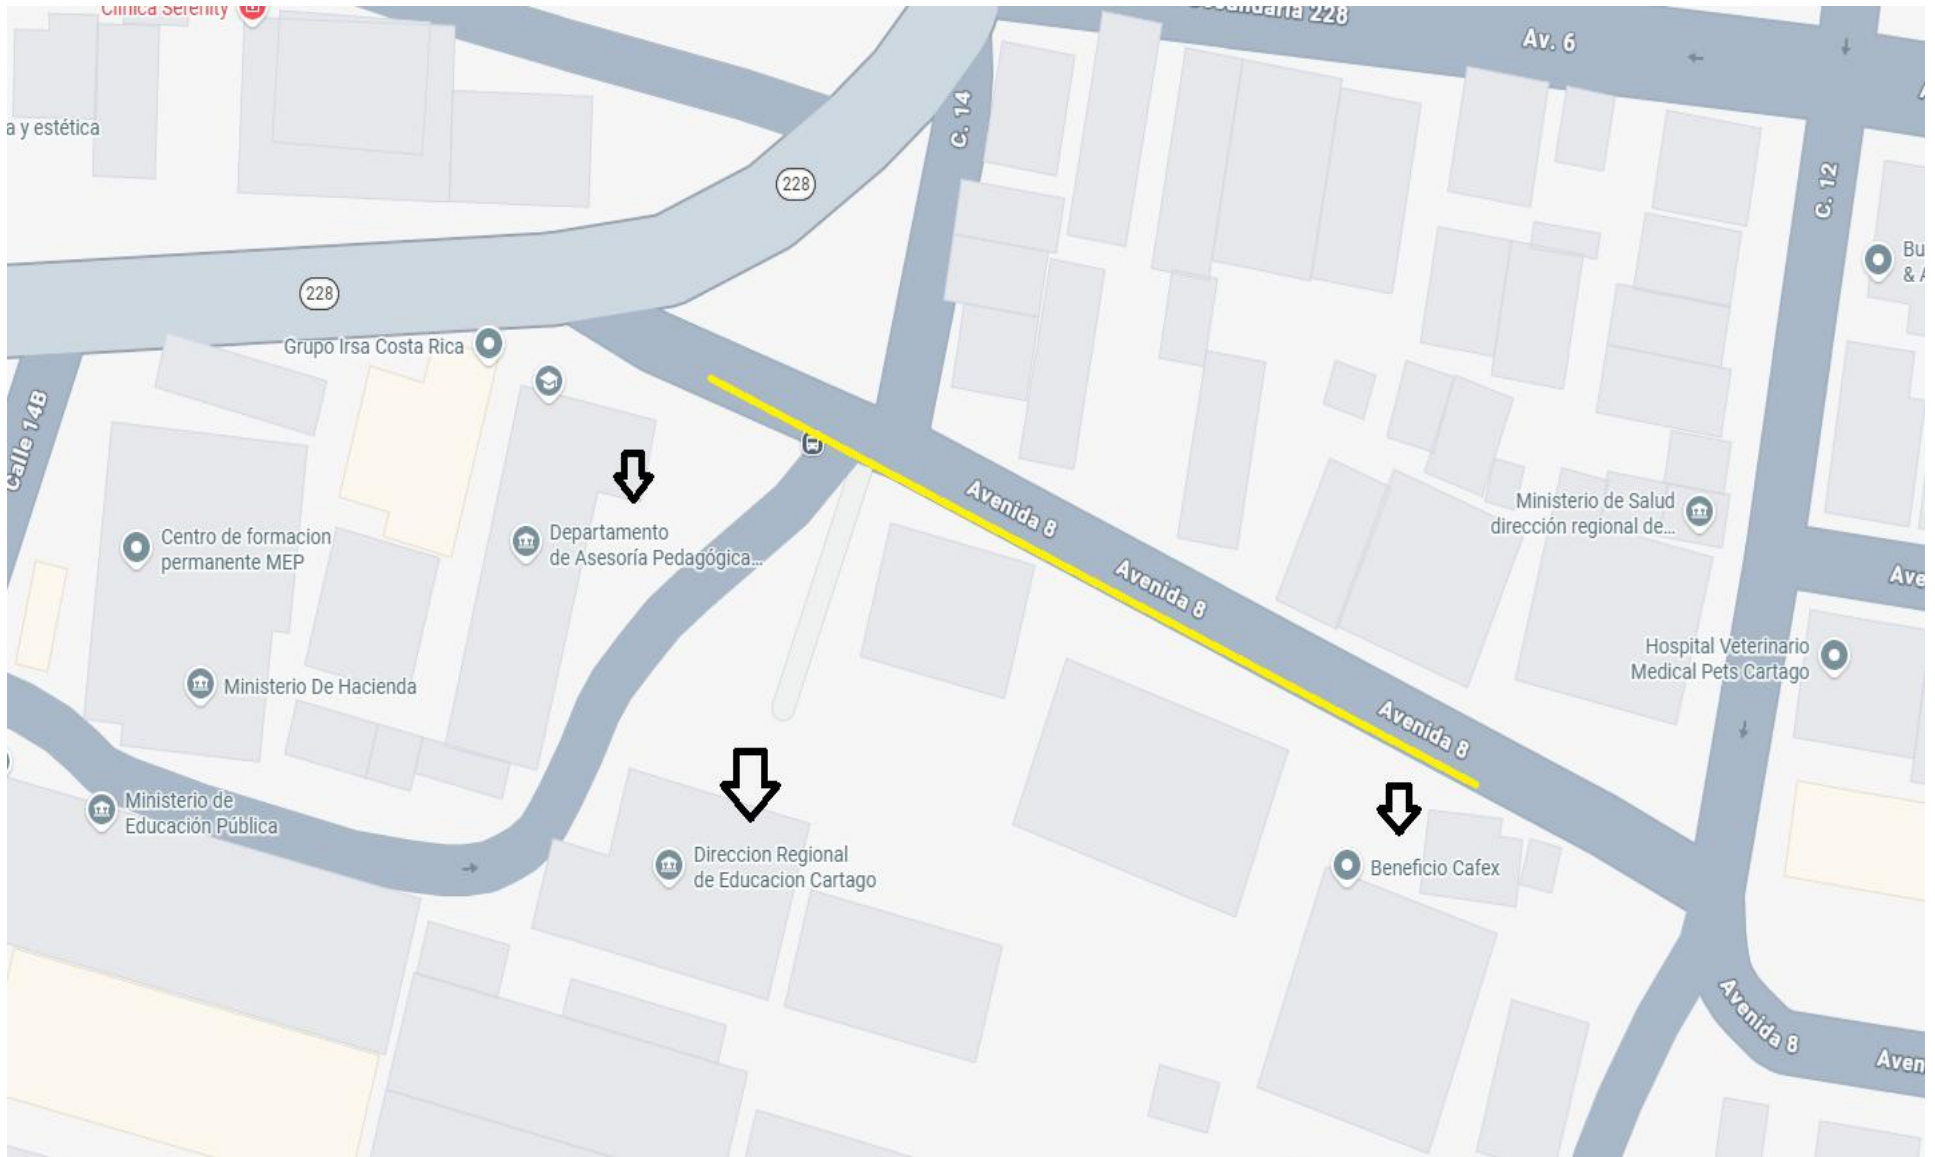 Clínica Serenity
Secundaria 228
Av. 6
C. 14
a y estética
228
C. 12
228
Bu
& A
Grupo Irsa Costa Rica
Calle 14B
Avenida 8
Ministerio de Salud
dirección regional de...
Centro de formacion
permanente MEP
Departamento
de Asesoría Pedagógica...
Avenida 8
Ave
Hospital Veterinario
Medical Pets Cartago
Ministerio De Hacienda
Avenida 8
Ministerio de
Educación Pública
Direccion Regional
de Educacion Cartago
Beneficio Cafex
Avenida 8
Aven